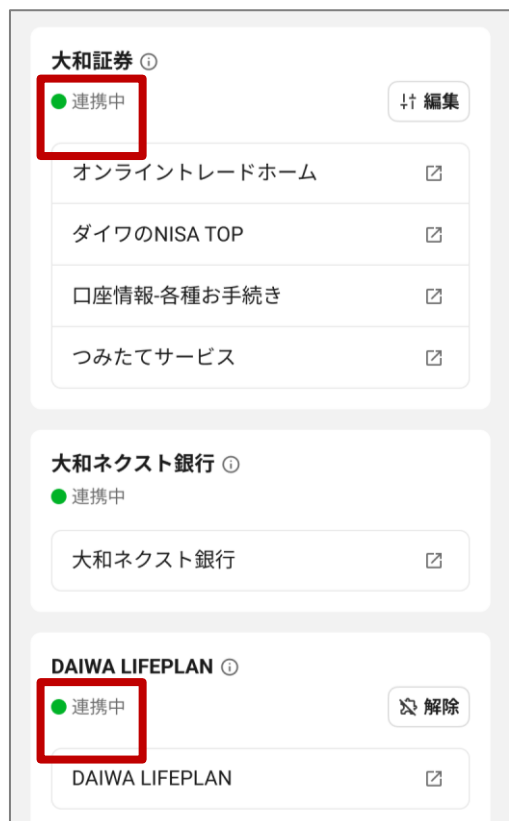 大和証券
連携中
編集
オンライントレードホーム
ダイワのNISA TOP
口座情報-各種お手続き
つみたてサービス
大和ネクスト銀行
連携中
大和ネクスト銀行
DAIWA LIFEPLAN
連携中
解除
DAIWA LIFEPLAN